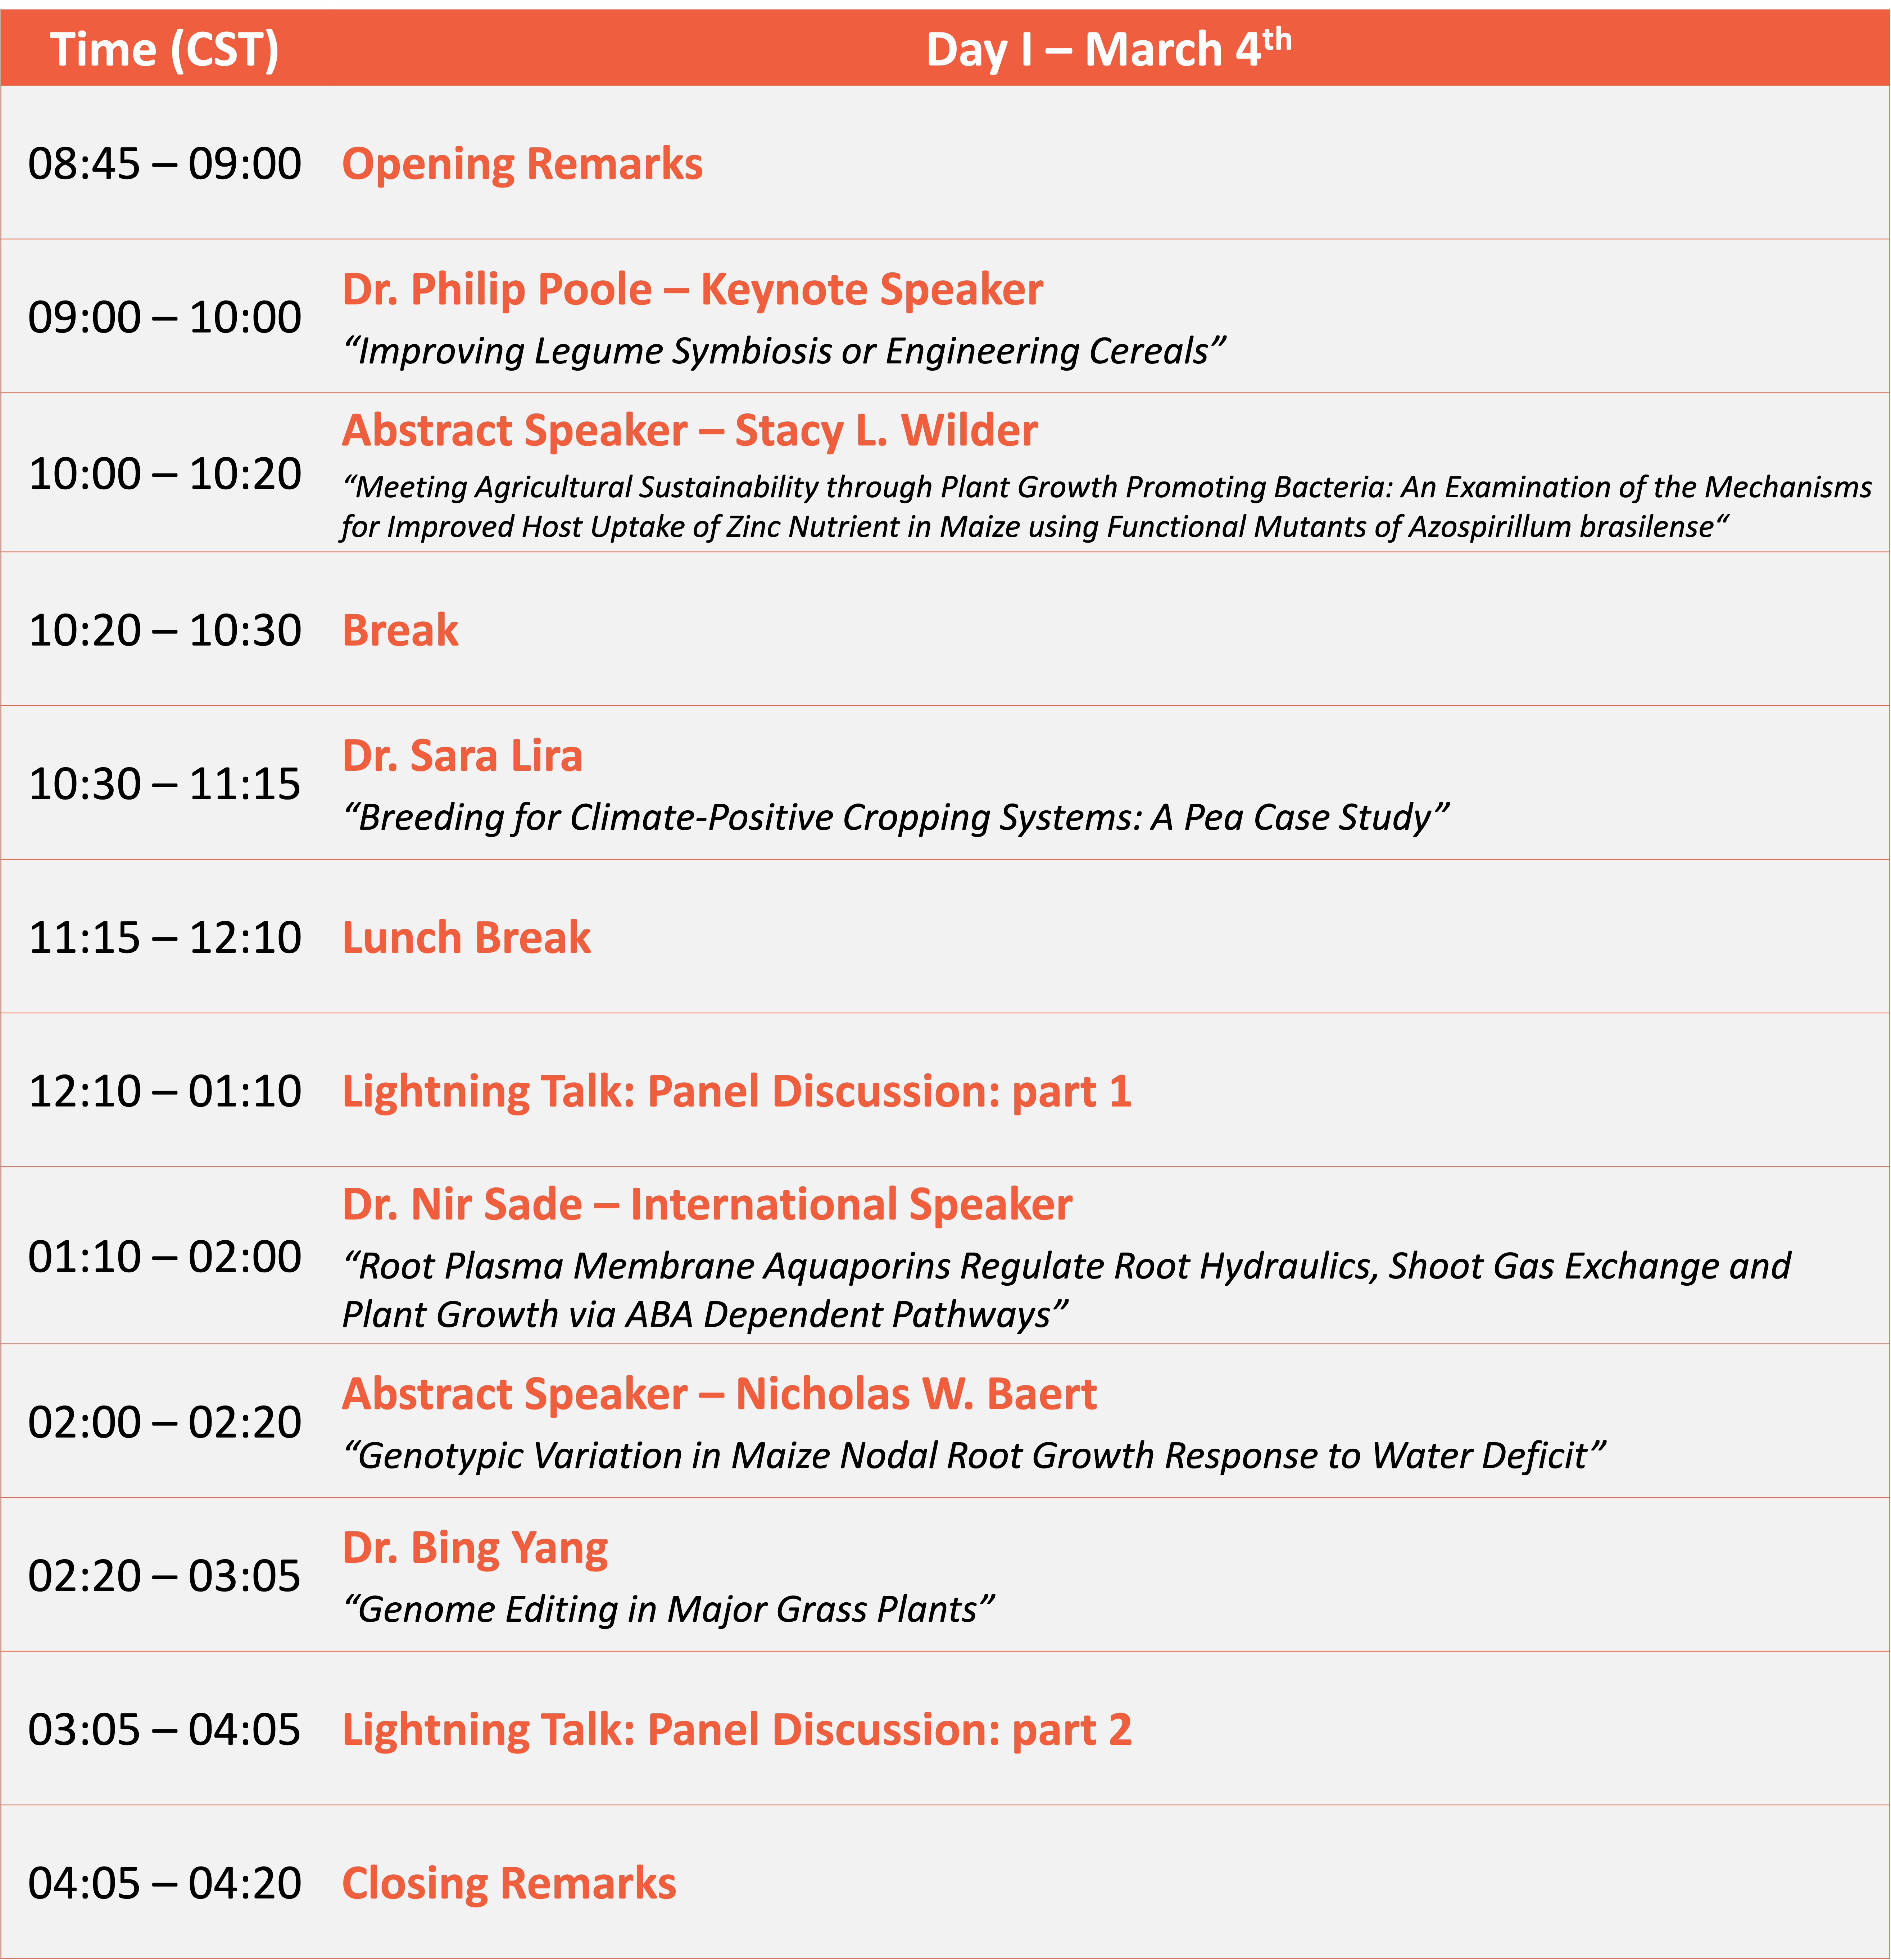 Time (CST) Day I – March 4th
08:45 – 09:00 Opening Remarks
09:00 – 10:00 Dr. Philip Poole – Keynote Speaker
“Improving Legume Symbiosis or Engineering Cereals”
10:00 – 10:20 Abstract Speaker – Stacy L. Wilder
“Meeting Agricultural Sustainability through Plant Growth Promoting Bacteria: An Examination of the Mechanisms
for Improved Host Uptake of Zinc Nutrient in Maize using Functional Mutants of Azospirillum brasilense“
10:20 – 10:30 Break
10:30 – 11:15 Dr. Sara Lira
“Breeding for Climate-Positive Cropping Systems: A Pea Case Study”
11:15 – 12:10 Lunch Break
12:10 – 01:10 Lightning Talk: Panel Discussion: part 1
01:10 – 02:00 Dr. Nir Sade – International Speaker
“Root Plasma Membrane Aquaporins Regulate Root Hydraulics, Shoot Gas Exchange and
Plant Growth via ABA Dependent Pathways”
02:00 – 02:20 Abstract Speaker – Nicholas W. Baert
“Genotypic Variation in Maize Nodal Root Growth Response to Water Deficit”
02:20 – 03:05 Dr. Bing Yang
“Genome Editing in Major Grass Plants”
03:05 – 04:05 Lightning Talk: Panel Discussion: part 2
04:05 – 04:20 Closing Remarks